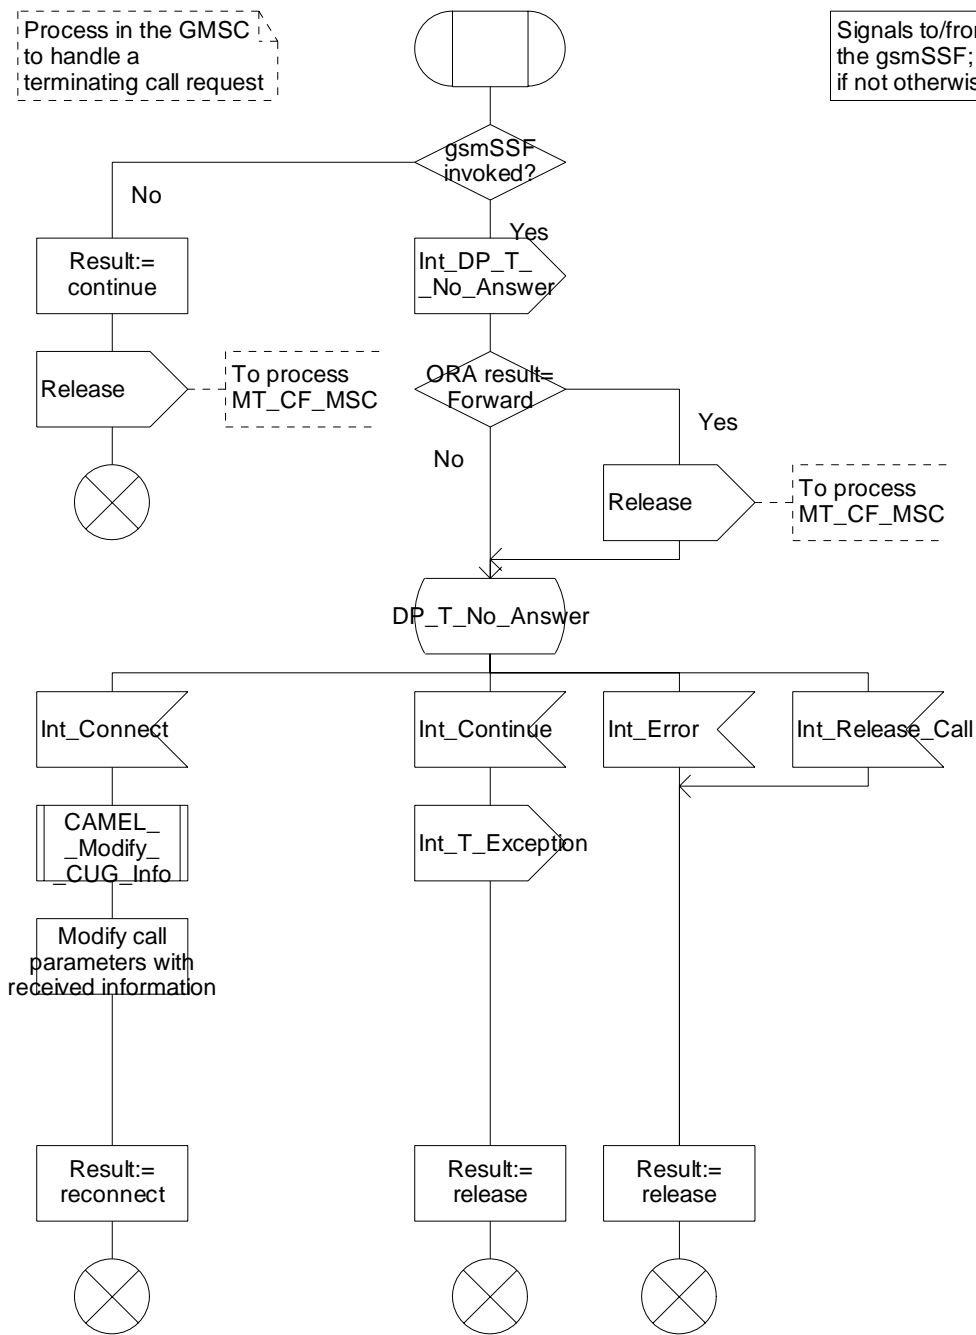 Process in the GMSC
to handle a
terminating call request
Signals to/from
the gsmSSF;
if not otherwis
gsmSSF
invoked?
No
Yes
Result:=
continue
Int_DP_T_
_No_Answer
Release
To process
MT_CF_MSC
ORA result=
Forward
Yes
No
Release
To process
MT_CF_MSC
DP_T_No_Answer
Int_Connect
Int_Continue
Int_Error
Int_Release_Call
CAMEL_
_Modify_
_CUG_Info
Int_T_Exception
Modify call
parameters with
received information
Result:=
reconnect
Result:=
release
Result:=
release